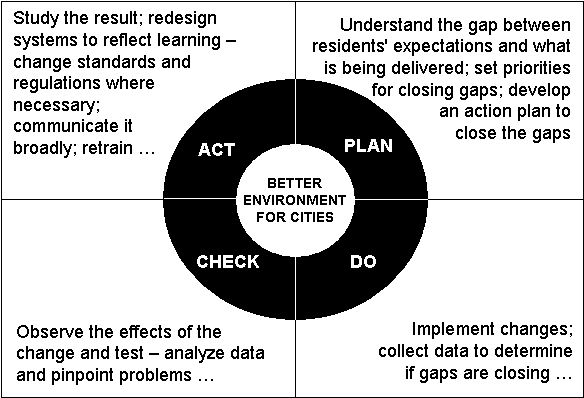 Study the result; redesign
systems to reflect learning –
change standards and
regulations where
necessary;
communicate it
broadly; retrain …
Understand the gap between
residents' expectations and what
is being delivered; set priorities
for closing gaps; develop
an action plan to
close the gaps
ACT
PLAN
BETTER
ENVIRONMENT
FOR CITIES
CHECK
DO
Observe the effects of the
change and test – analyze data
and pinpoint problems …
Implement changes;
collect data to determine
if gaps are closing …